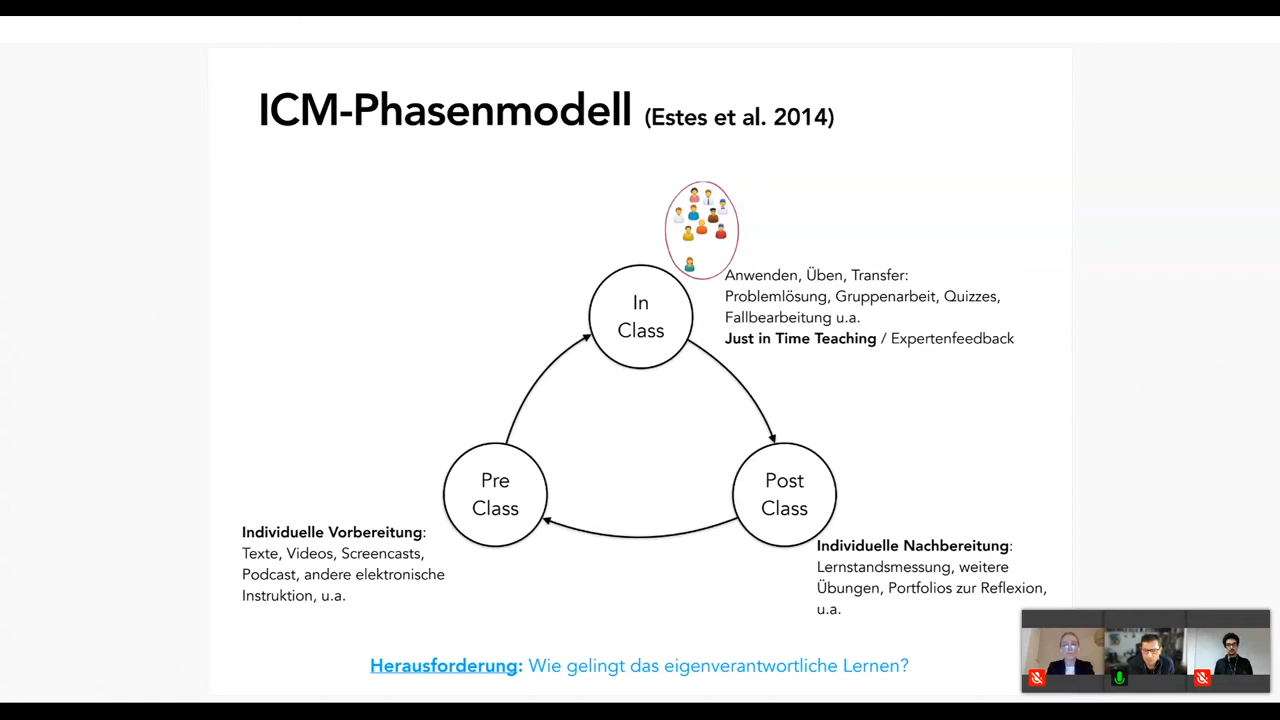 ICM-Phasenmodell (Estes et al. 2014)
In
Class
Anwenden, Üben, Transfer:
Problemlösung, Gruppenarbeit, Quizzes,
Fallbearbeitung u.a.
Just in Time Teaching / Expertenfeedback
Pre
Class
Post
Class
Individuelle Vorbereitung:
Texte, Videos, Screencasts,
Podcast, andere elektronische
Instruktion, u.a.
Individuelle Nachbereitung:
Lernstandsmessung, weitere
Übungen, Portfolios zur Reflexion,
u.a.
Herausforderung: Wie gelingt das eigenverantwortliche Lernen?